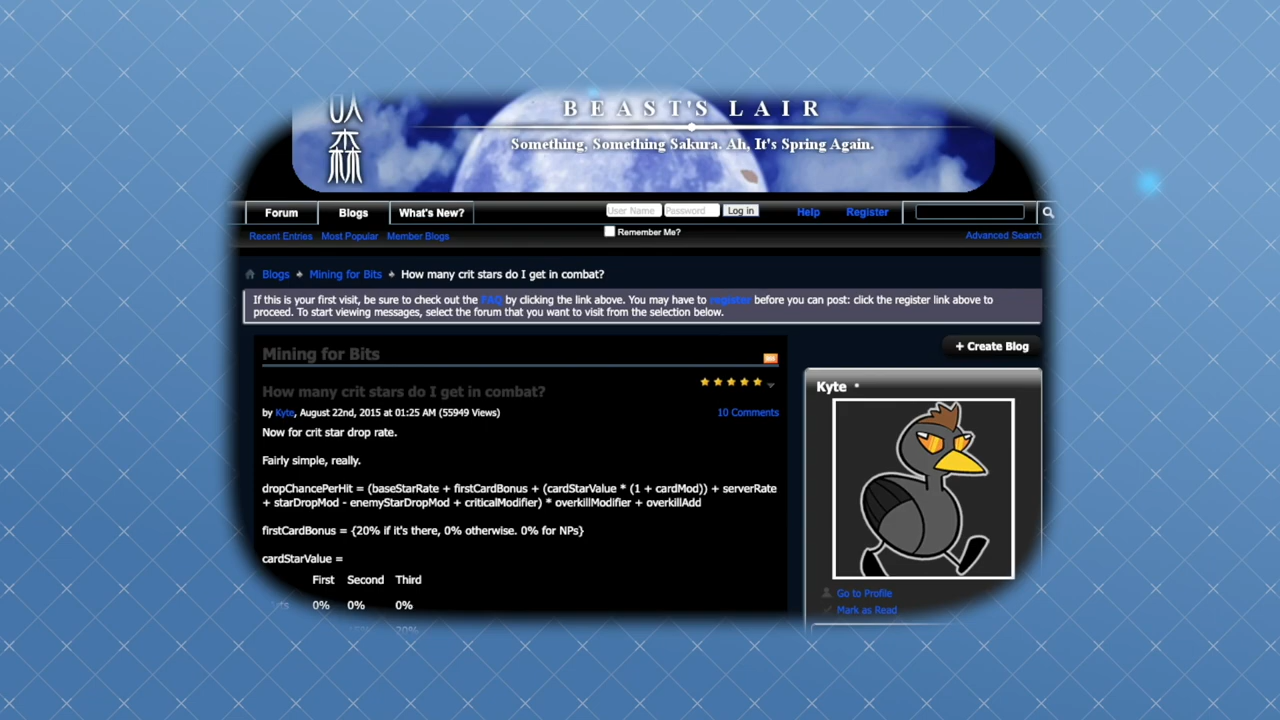 BEAST'S LAIR
Something, Something Sakura. Ah, It's Spring Again.
Forum Blogs What's New? User Name Password Log in Help Register
Remember Me?
Recent Entries Most Popular Member Blogs Advanced Search
Blogs Mining for Bits How many crit stars do I get in combat?
If this is your first visit, be sure to check out the FAQ by clicking the link above. You may have to register before you can post: click the register link above to
proceed. To start viewing messages, select the forum that you want to visit from the selection below.
+ Create Blog
Mining for Bits
Kyte
How many crit stars do I get in combat?
by Kyte, August 22nd, 2015 at 01:25 AM (55949 Views) 10 Comments
Now for crit star drop rate.
Fairly simple, really.
dropChancePerHit = (baseStarRate + firstCardBonus + (cardStarValue * (1 + cardMod)) + serverRate
+ starDropMod - enemyStarDropMod + criticalModifier) * overkillModifier + overkillAdd
firstCardBonus = {20% if it's there, 0% otherwise. 0% for NPs}
cardStarValue =
First Second Third
0% 0% 0%
Go to Profile
Mark as Read